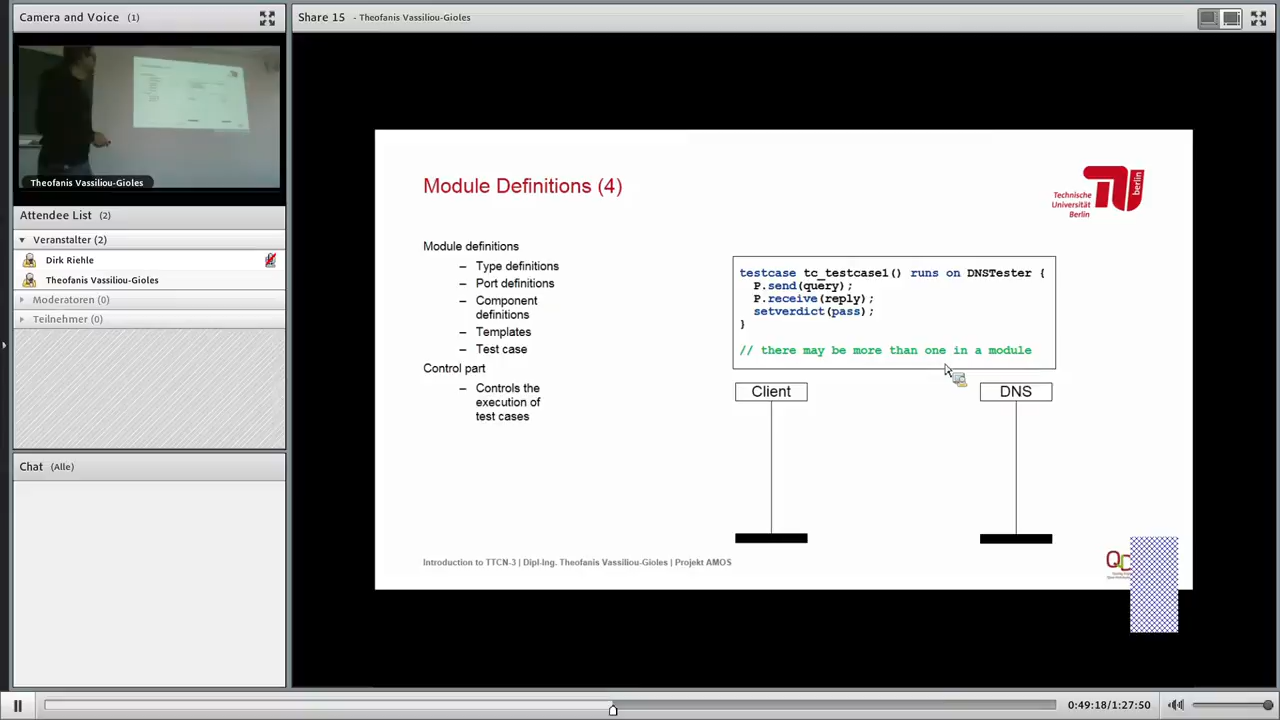 Camera and Voice (1)
Theofanis Vassiliou-Gioles
Attendee List (2)
Veranstalter (2)
Dirk Riehle
Theofanis Vassiliou-Gioles
Moderatoren (0)
Teilnehmer (0)
Chat (Alle)
Share 15 - Theofanis Vassiliou-Gioles
Module Definitions (4)
Technische
Universität
Berlin
berlin
Module definitions
– Type definitions
– Port definitions
– Component
definitions
– Templates
– Test case
Control part
– Controls the
execution of
test cases
testcase tc_testcase1() runs on DNSTester {
P.send(query);
P.receive(reply);
setverdict(pass);
}
// there may be more than one in a module
Client
DNS
Introduction to TTCN-3 | Dipl-Ing. Theofanis Vassiliou-Gioles | Projekt AMOS
0:49:18/1:27:50